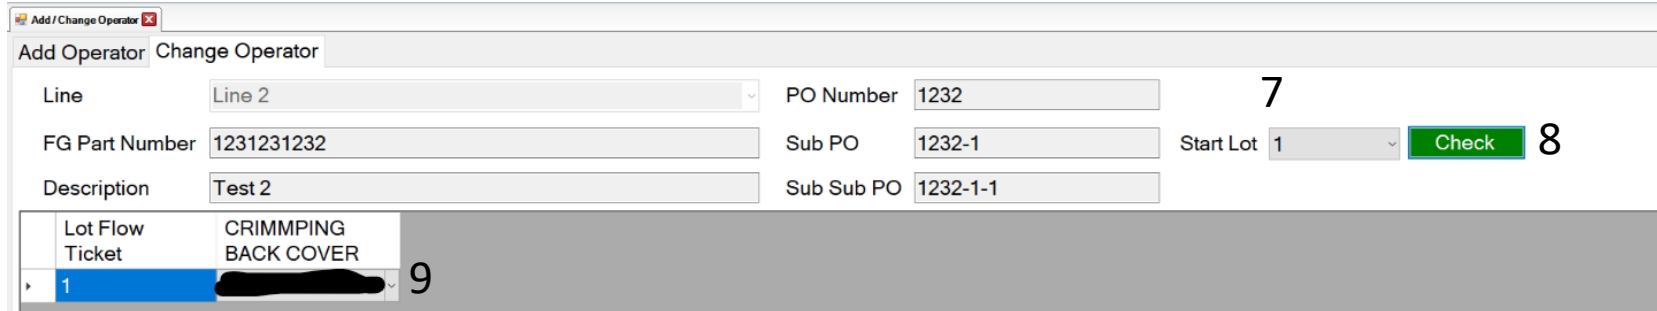 Add / Change Operator
Add Operator Change Operator
Line Line 2 PO Number 1232 7
FG Part Number 1231231232 Sub PO 1232-1 Start Lot 1 Check 8
Description Test 2 Sub Sub PO 1232-1-1
Lot Flow CRIMMPING
Ticket BACK COVER
1 9